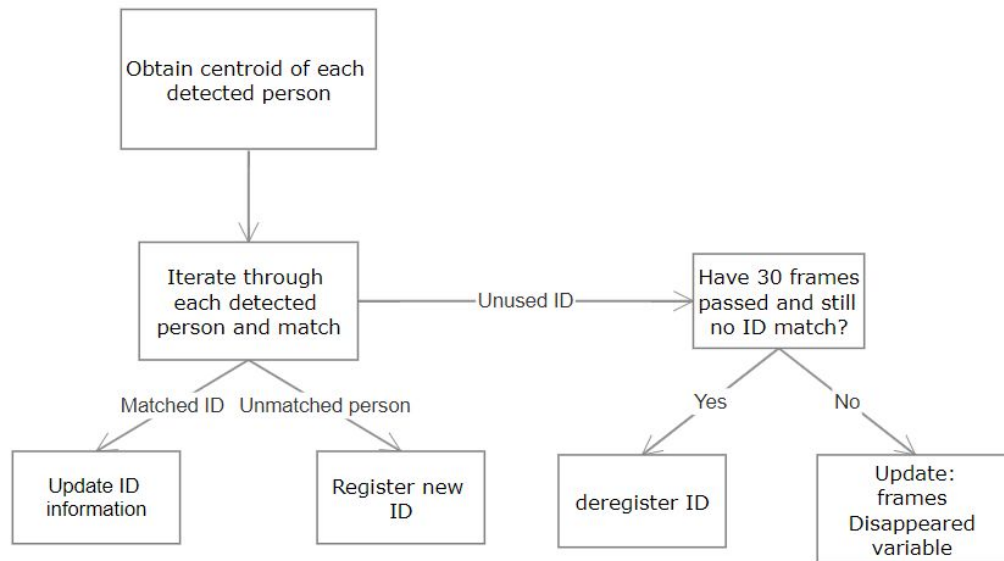 Obtain centroid of each
detected person
Iterate through
each detected
person and match
Unused ID
Have 30 frames
passed and still
no ID match?
Matched ID
Unmatched person
Yes
No
Update ID
information
Register new
ID
deregister ID
Update:
frames
Disappeared
variable